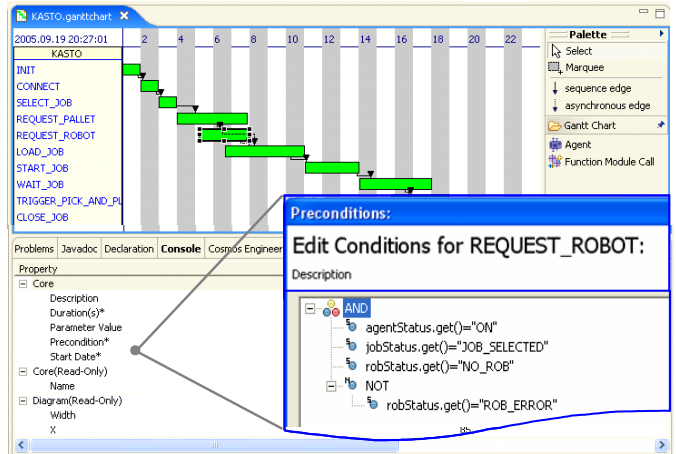 KASTO.ganttchart
2005.09.19 20:27:01
2 4 6 8 10 12 14 16 18 20 22
KASTO
INIT
CONNECT
SELECT_JOB
REQUEST_PALLET
REQUEST_ROBOT
LOAD_JOB
START_JOB
WAIT_JOB
TRIGGER_PICK_AND_PL
CLOSE_JOB
Palette
Select
Marquee
sequence edge
asynchronous edge
Gantt Chart
Agent
Function Module Call
Problems Javadoc Declaration Console Cosmos Engineer
Property
Core
Description
Duration(s)*
Parameter Value
Precondition*
Start Date*
Core(Read-Only)
Name
Diagram(Read-Only)
Width
X
85
Preconditions:
Edit Conditions for REQUEST_ROBOT:
Description
AND
agentStatus.get()="ON"
jobStatus.get()="JOB_SELECTED"
robStatus.get()="NO_ROB"
NOT
robStatus.get()="ROB_ERROR"